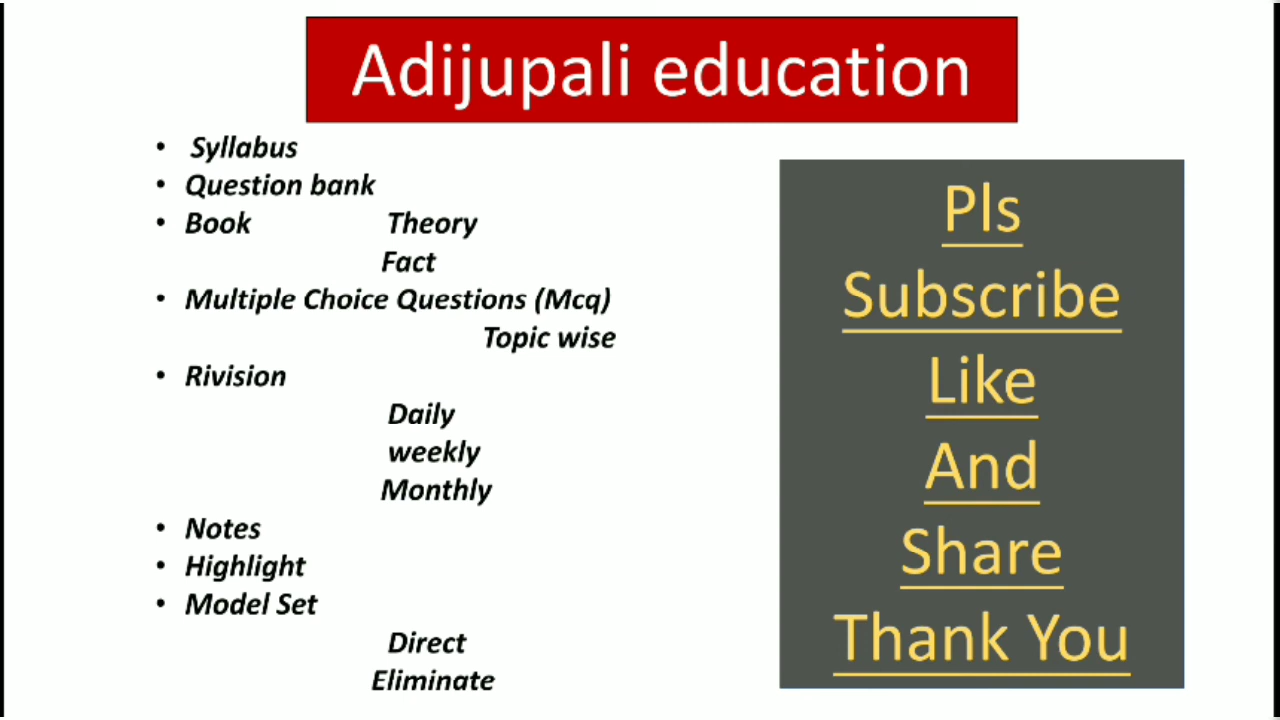 Adijupali education
• Syllabus
• Question bank
• Book Theory
Fact
• Multiple Choice Questions (Mcq)
Topic wise
• Rivision
Daily
weekly
Monthly
• Notes
• Highlight
• Model Set
Direct
Eliminate
Pls
Subscribe
Like
And
Share
Thank You